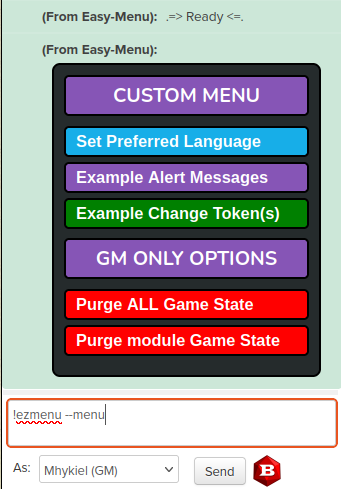 (From Easy-Menu): .=> Ready <=.
(From Easy-Menu):
CUSTOM MENU
Set Preferred Language
Example Alert Messages
Example Change Token(s)
GM ONLY OPTIONS
Purge ALL Game State
Purge module Game State
!ezmenu --menu
As: Mhykiel (GM) Send B